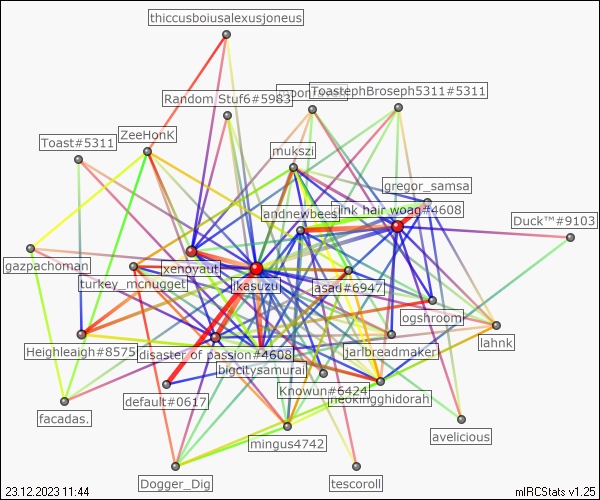 thiccusboiusalexusjoneus
Random Stuf6#5983
ToastephBroseph5311#5311
Toast#5311
ZeeHonK
mukszi
gregor_samsa
andnewbees
pink hair woag#4608
Duck™#9103
gazpachoman
xenoyaut
turkey_mcnugget
ikasuzu
asad#6947
ogshroom
lahnk
Heighleagh#8575
disaster of passion#4608
jarlbreadmaker
bigcitysamurai
default#0617
Knowun#6424
neokingghidorah
facadas.
mingus4742
avelicious
Dogger_Dig
tescoroll
23.12.2023 11:44
mIRCStats v1.25